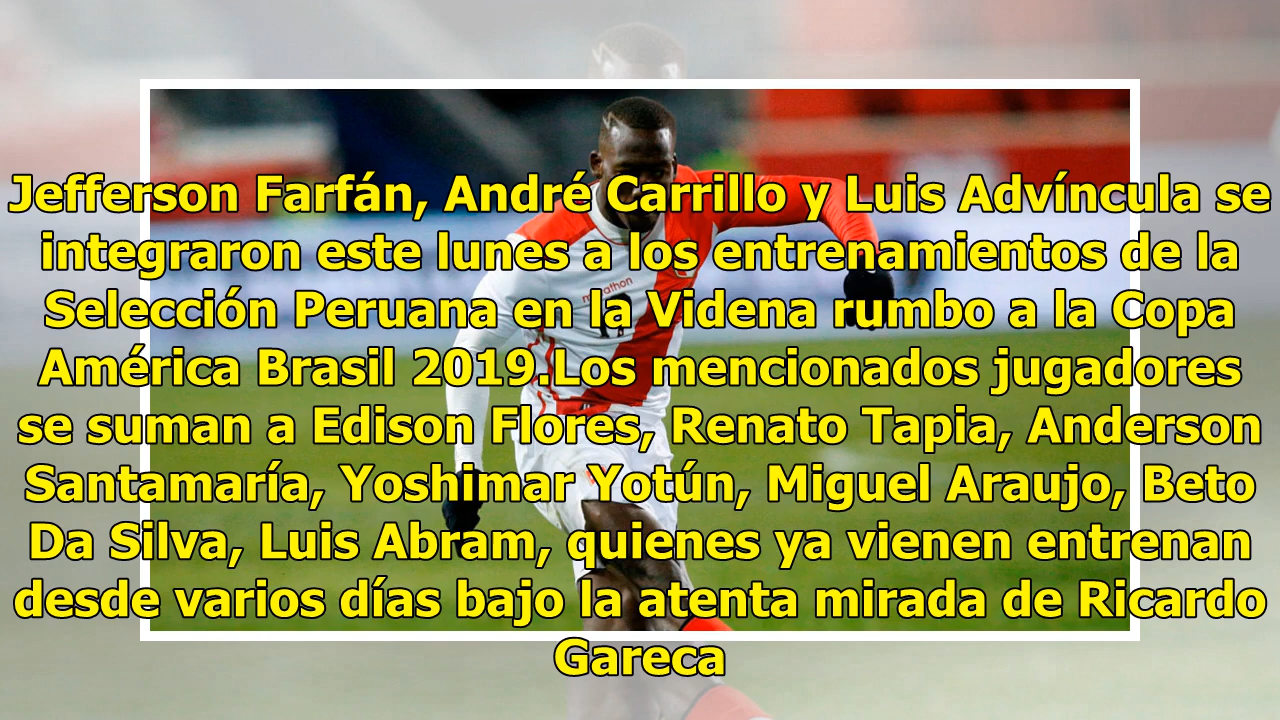 Jefferson Farfán, André Carrillo y Luis Advíncula se
integraron este lunes a los entrenamientos de la
Selección Peruana en la Videna rumbo a la Copa
América Brasil 2019.Los mencionados jugadores
se suman a Edison Flores, Renato Tapia, Anderson
Santamaría, Yoshimar Yotún, Miguel Araujo, Beto
Da Silva, Luis Abram, quienes ya vienen entrenan
desde varios días bajo la atenta mirada de Ricardo
Gareca
marathon